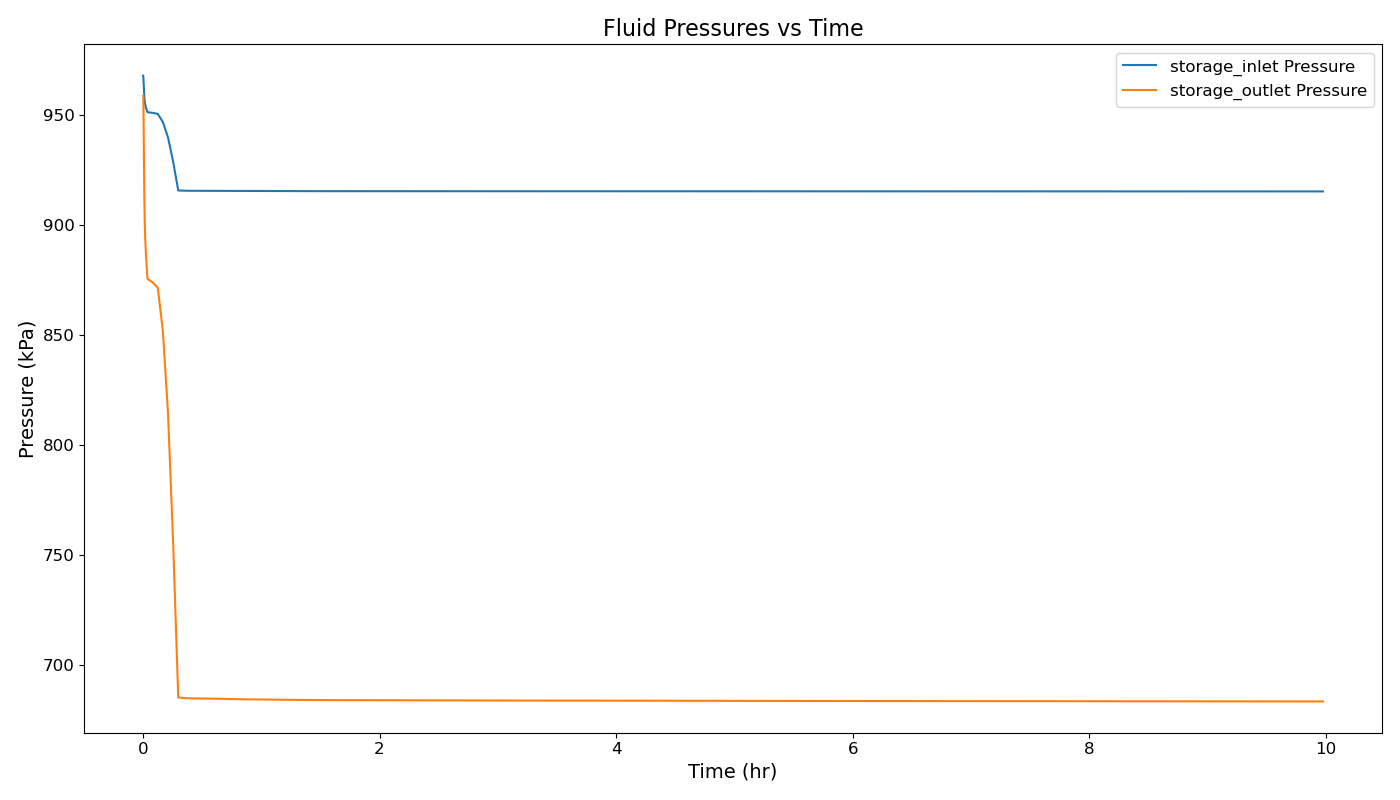 Fluid Pressures vs Time
storage_inlet Pressure
storage_outlet Pressure
Pressure (kPa)
950
900
850
800
750
700
0 2 4 6 8 10
Time (hr)